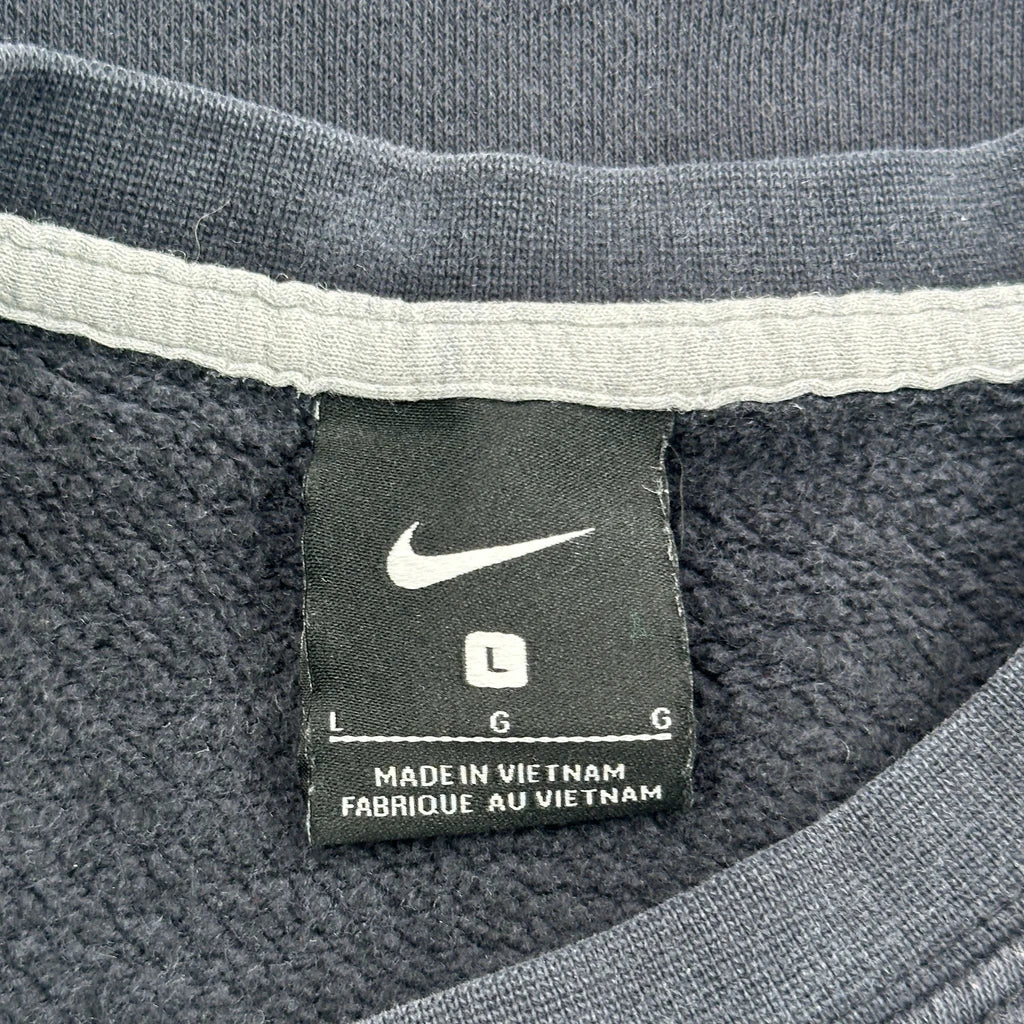 L
L G G
MADE IN VIETNAM
FABRIQUE AU VIETNAM